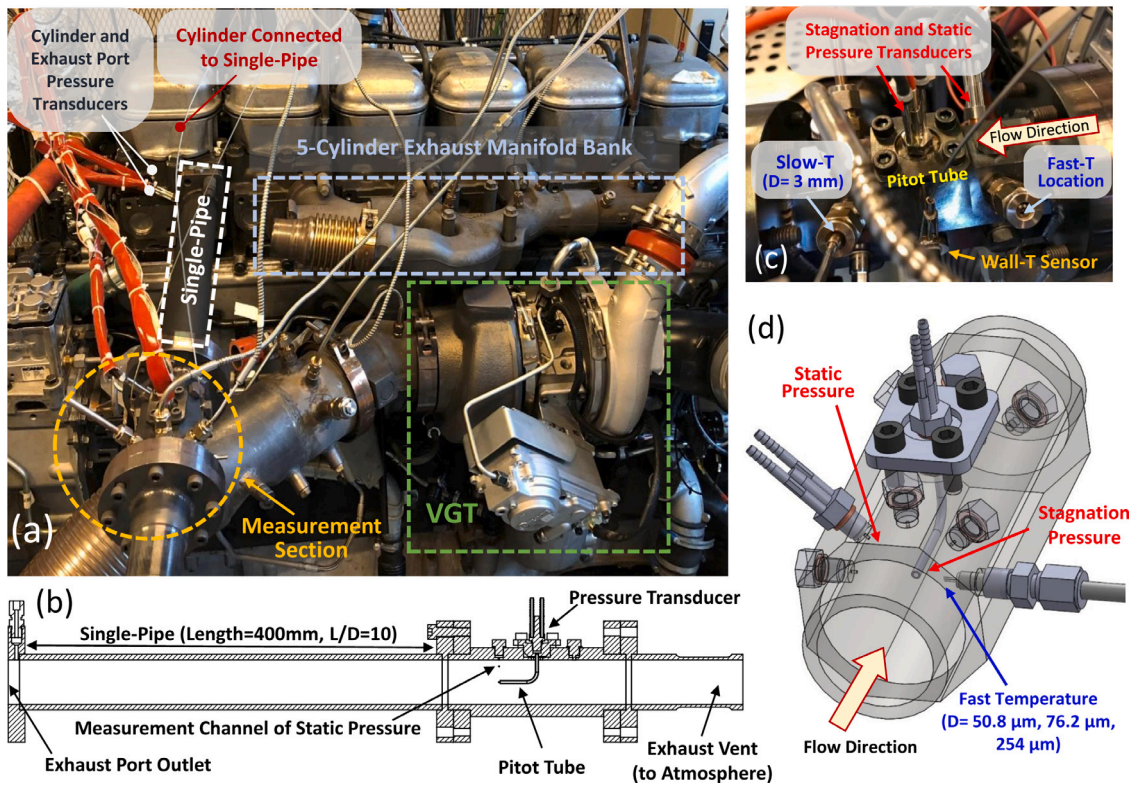 Cylinder and
Exhaust Port
Pressure
Transducers
Cylinder Connected
to Single-Pipe
5-Cylinder Exhaust Manifold Bank
Single-Pipe
Measurement
Section
VGT
(a)
Stagnation and Static
Pressure Transducers
Flow Direction
Slow-T
(D= 3 mm)
Pitot Tube
Fast-T
Location
Wall-T Sensor
(c)
(b)
Pressure Transducer
Single-Pipe (Length=400mm, L/D=10)
Measurement Channel of Static Pressure
Exhaust Port Outlet
Pitot Tube
Exhaust Vent
(to Atmosphere)
(d)
Static
Pressure
Stagnation
Pressure
Fast Temperature
(D= 50.8 µm, 76.2 µm,
254 µm)
Flow Direction